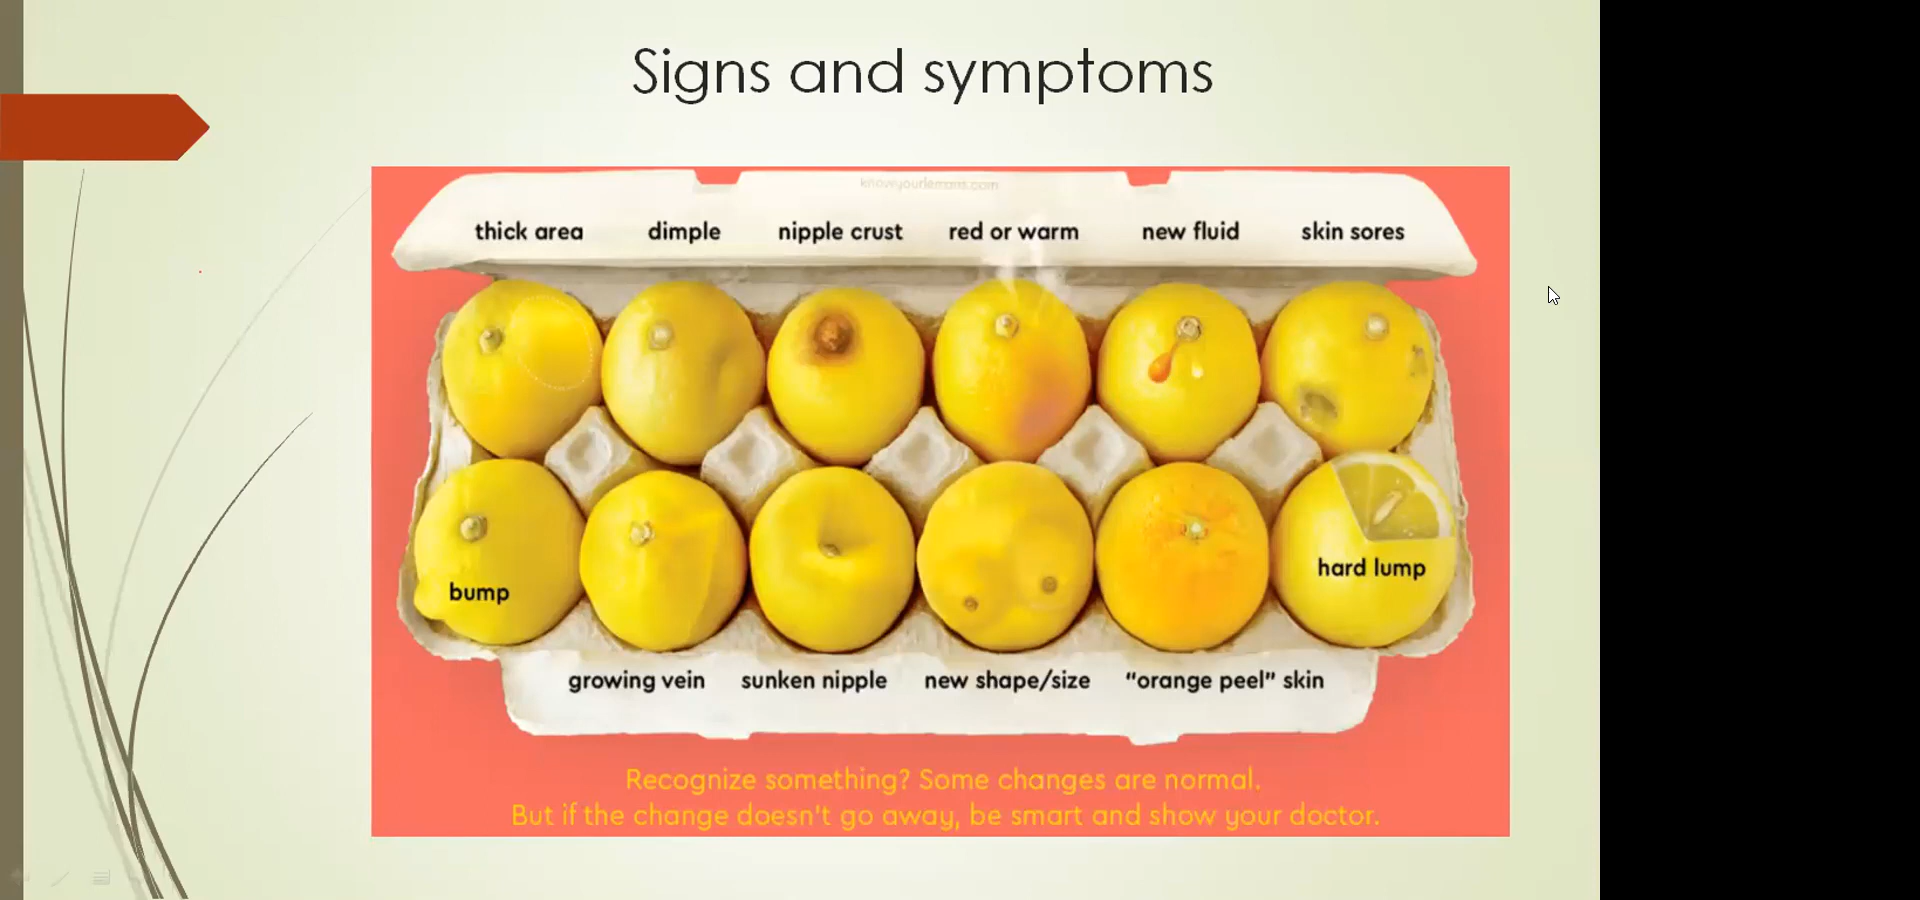 Signs and symptoms
knowyourlemons.com
thick area dimple nipple crust red or warm new fluid skin sores
bump hard lump
growing vein sunken nipple new shape/size “orange peel” skin
Recognize something? Some changes are normal.
But if the change doesn't go away, be smart and show your doctor.